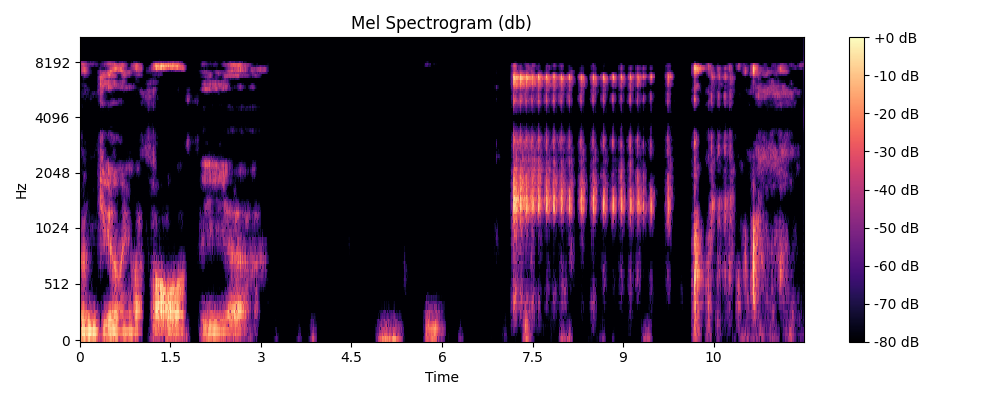 Mel Spectrogram (db)
+0 dB
8192
-10 dB
4096
-20 dB
-30 dB
2048
Hz
-40 dB
1024
-50 dB
-60 dB
512
-70 dB
0
-80 dB
0 1.5 3 4.5 6 7.5 9 10
Time